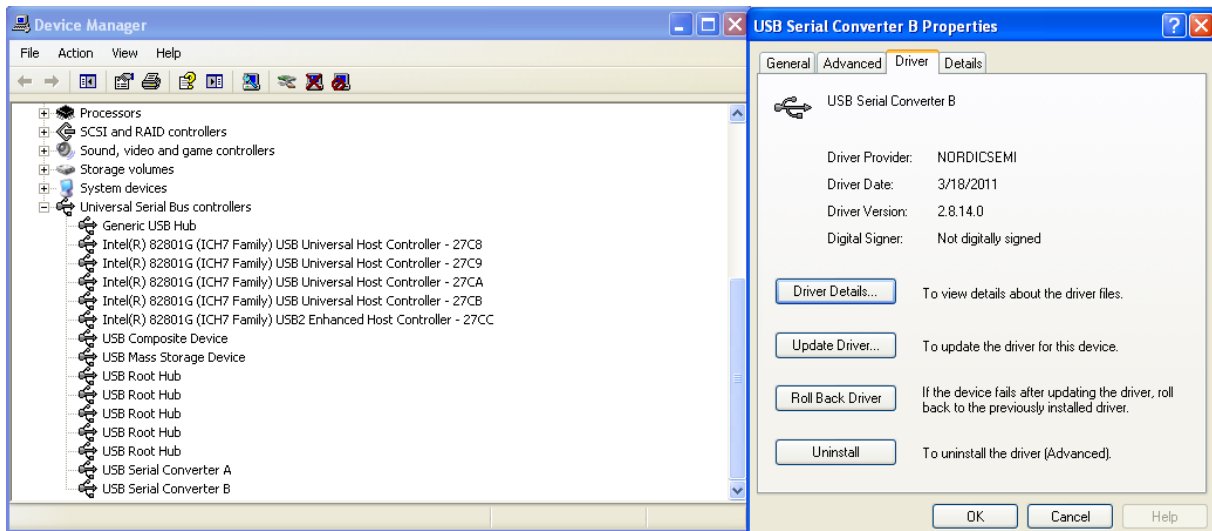 Device Manager
File Action View Help
Processors
SCSI and RAID controllers
Sound, video and game controllers
Storage volumes
System devices
Universal Serial Bus controllers
Generic USB Hub
Intel(R) 82801G (ICH7 Family) USB Universal Host Controller - 27C8
Intel(R) 82801G (ICH7 Family) USB Universal Host Controller - 27C9
Intel(R) 82801G (ICH7 Family) USB Universal Host Controller - 27CA
Intel(R) 82801G (ICH7 Family) USB Universal Host Controller - 27CB
Intel(R) 82801G (ICH7 Family) USB2 Enhanced Host Controller - 27CC
USB Composite Device
USB Mass Storage Device
USB Root Hub
USB Root Hub
USB Root Hub
USB Root Hub
USB Root Hub
USB Serial Converter A
USB Serial Converter B
USB Serial Converter B Properties
General Advanced Driver Details
USB Serial Converter B
Driver Provider: NORDICSEMI
Driver Date: 3/18/2011
Driver Version: 2.8.14.0
Digital Signer: Not digitally signed
Driver Details... To view details about the driver files.
Update Driver... To update the driver for this device.
Roll Back Driver If the device fails after updating the driver, roll
back to the previously installed driver.
Uninstall To uninstall the driver (Advanced).
OK Cancel Help